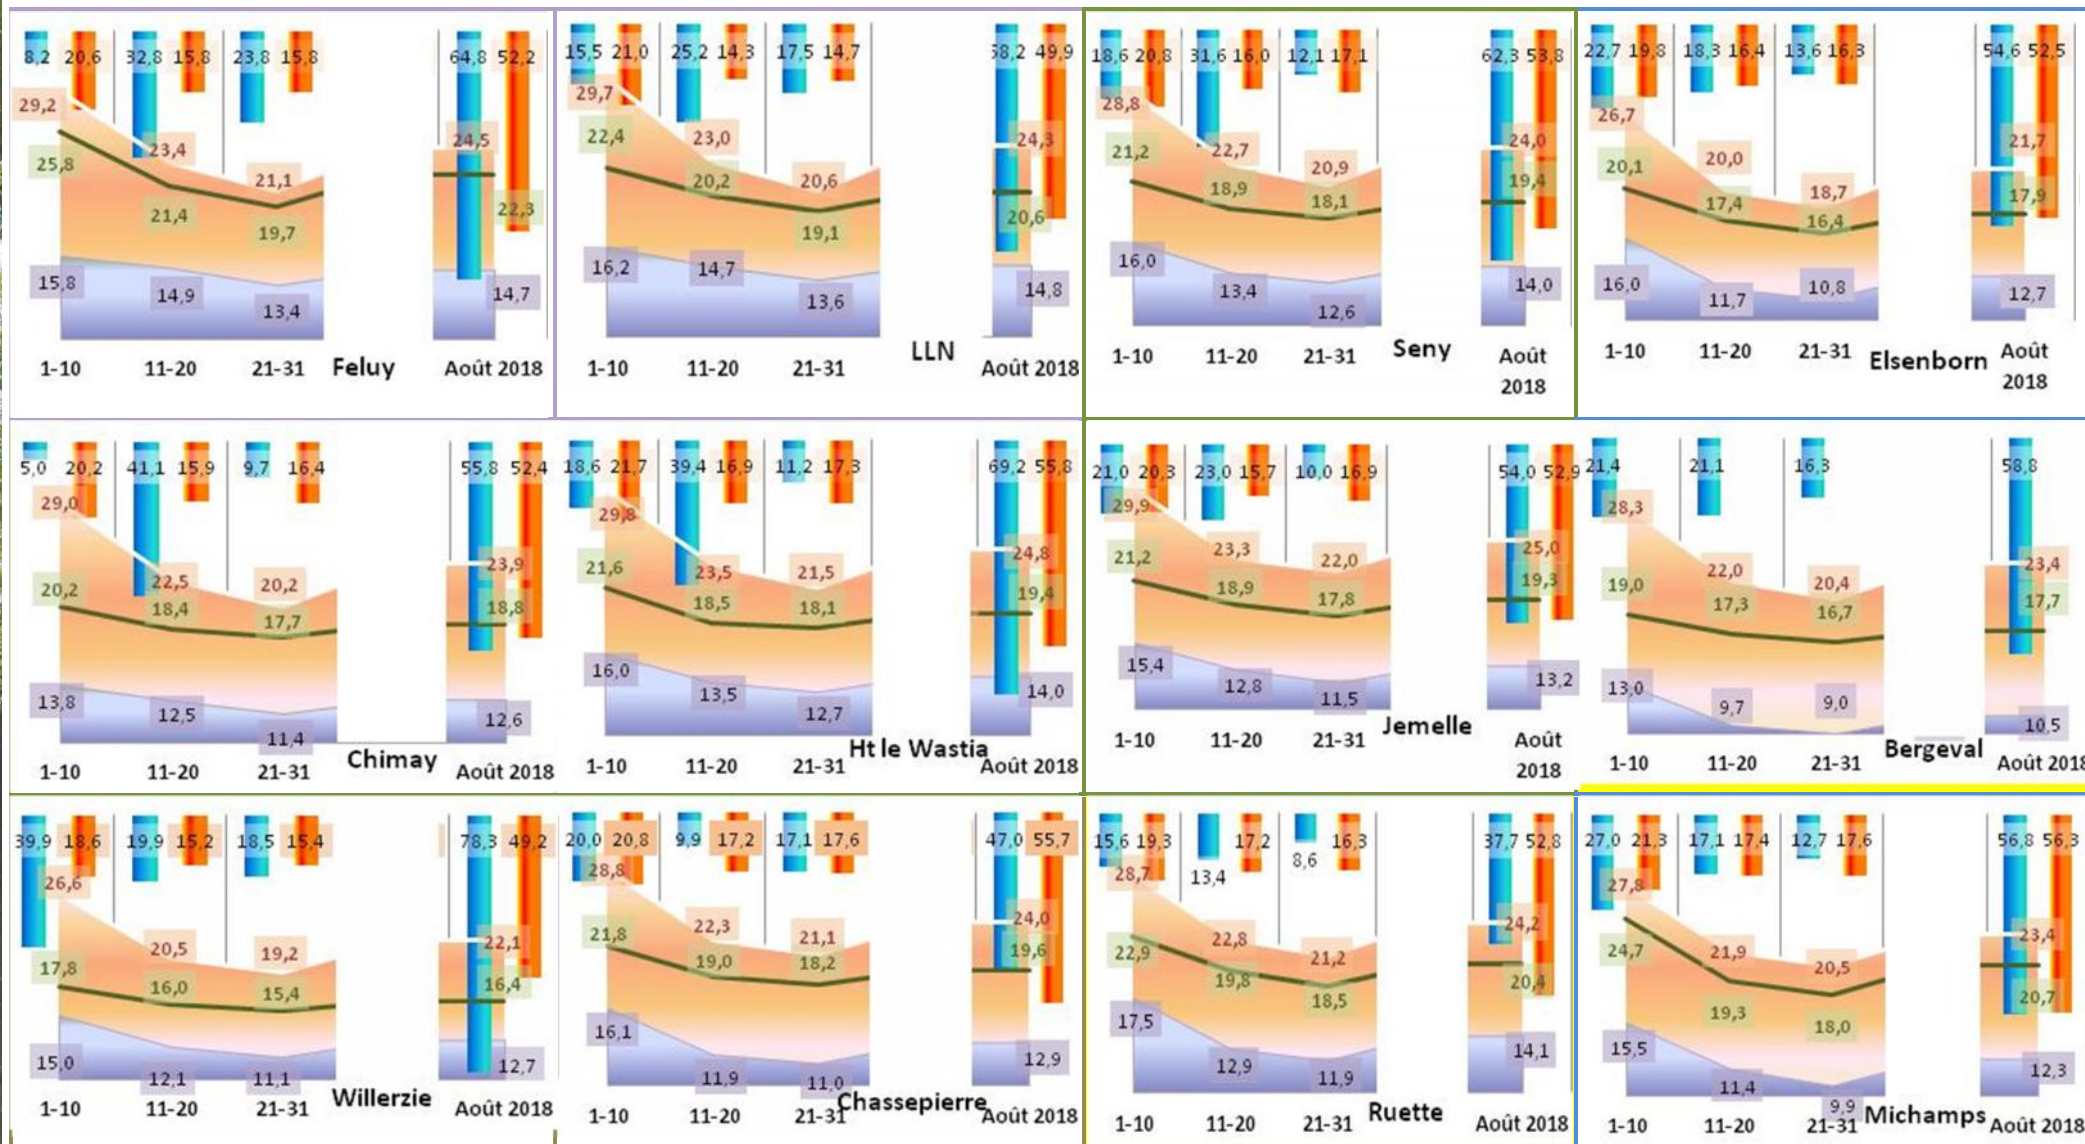 8,2 20,6 32,8 15,8 23,8 15,8 64,8 52,2
29,2 23,4 21,1 24,5
25,8 21,4 19,7 22,3
15,8 14,9 13,4 14,7
1-10 11-20 21-31 Feluy Août 2018
15,5 21,0 25,2 14,3 17,5 14,7 58,2 49,9
29,7 23,0 20,6 24,3
22,4 20,2 19,1 20,6
16,2 14,7 13,6 14,8
LLN
1-10 11-20 21-31 Août 2018
18,6 20,8 31,6 16,0 12,1 17,1 62,3 53,8
28,8 22,7 20,9 24,0
21,2 18,9 18,1 19,4
16,0 13,4 12,6 14,0
1-10 11-20 21-31 Seny Août
2018
22,7 19,8 18,3 16,4 13,6 16,3 54,6 52,5
26,7 20,0 18,7 21,7
20,1 17,4 16,4 17,9
16,0 11,7 10,8 12,7
1-10 11-20 21-31 Elsenborn Août
2018
5,0 20,2 41,1 15,9 9,7 16,4 55,8 52,4
29,0 22,5 20,2 23,9
20,2 18,4 17,7 18,8
13,8 12,5 11,4 12,6
1-10 11-20 21-31 Chimay Août 2018
18,6 21,7 39,4 16,9 11,2 17,3 69,2 55,8
29,8 23,5 21,5 24,8
21,6 18,5 18,1 19,4
16,0 13,5 12,7 14,0
Ht le Wastia
1-10 11-20 21-31 Août 2018
21,0 20,3 23,0 15,7 10,0 16,9 54,0 52,9
29,9 23,3 22,0 25,0
21,2 18,9 17,8 19,3
15,4 12,8 11,5 13,2
1-10 11-20 21-31 Jemelle Août
2018
21,4 21,1 16,3 58,8
28,3 22,0 20,4 23,4
19,0 17,3 16,7 17,7
13,0 9,7 9,0 10,5
1-10 11-20 21-31 Bergeval Août 2018
39,9 18,6 19,9 15,2 18,5 15,4 78,3 49,2
26,6 20,5 19,2 22,1
17,8 16,0 15,4 16,4
15,0 12,1 11,1 12,7
1-10 11-20 21-31 Willerzie Août 2018
20,0 20,8 9,9 17,2 17,1 17,6 47,0 55,7
28,8 22,3 21,1 24,0
21,8 19,0 18,2 19,6
16,1 11,9 11,0 12,9
1-10 11-20 21-31 Chassepierre Août 2018
15,6 19,3 13,4 17,2 8,6 16,3 37,7 52,8
28,7 22,8 21,2 24,2
22,9 19,8 18,5 20,4
17,5 12,9 11,9 14,1
1-10 11-20 21-31 Ruette Août 2018
27,0 21,3 17,1 17,4 12,7 17,6 56,8 56,3
27,8 21,9 20,5 23,4
24,7 19,3 18,0 20,7
15,5 11,4 9,9 12,3
1-10 11-20 21-31 Michamps Août 2018